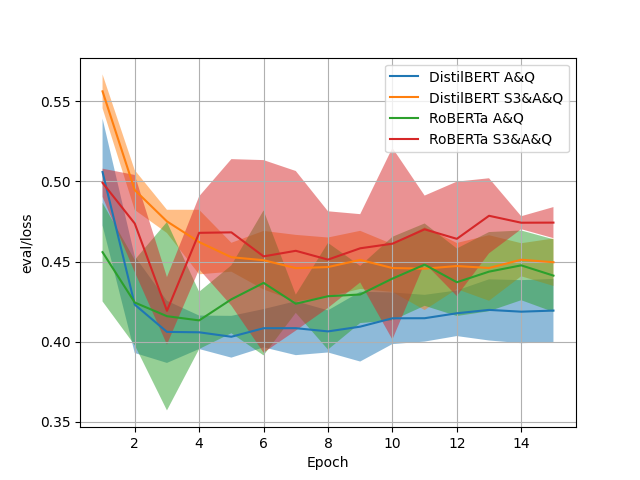 DistilBERT A&Q
DistilBERT S3&A&Q
RoBERTa A&Q
RoBERTa S3&A&Q
0.55
0.50
0.45
0.40
0.35
eval/loss
2 4 6 8 10 12 14
Epoch